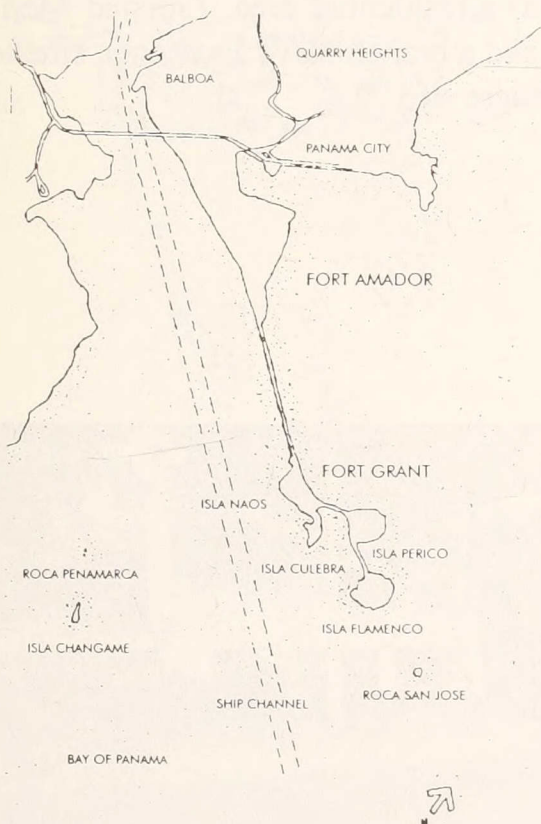 QUARRY HEIGHTS
BALBOA
PANAMA CITY
FORT AMADOR
FORT GRANT
ISLA NAOS
ISLA PERICO
ISLA CULEBRA
ROCA PENAMARCA
ISLA FLAMENCO
ISLA CHANGAME
ROCA SAN JOSE
SHIP CHANNEL
BAY OF PANAMA
N